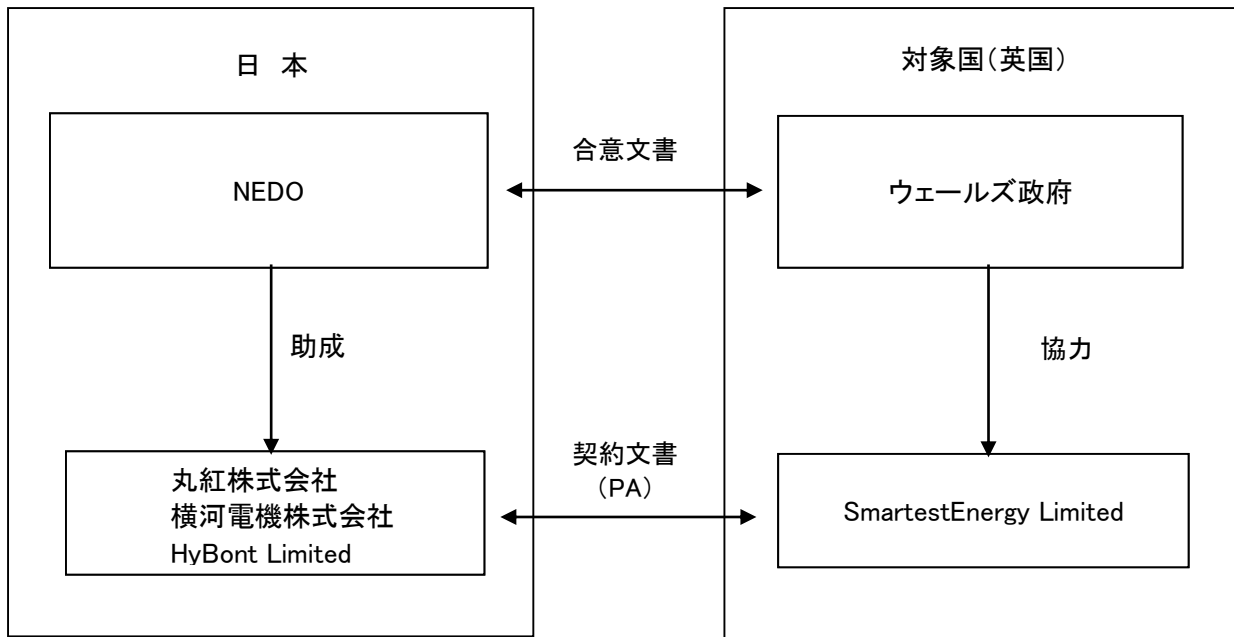 日 本
対象国(英国)
NEDO
合意文書
ウェールズ政府
助成
協力
丸紅株式会社
横河電機株式会社
HyBont Limited
契約文書
(PA)
SmartestEnergy Limited